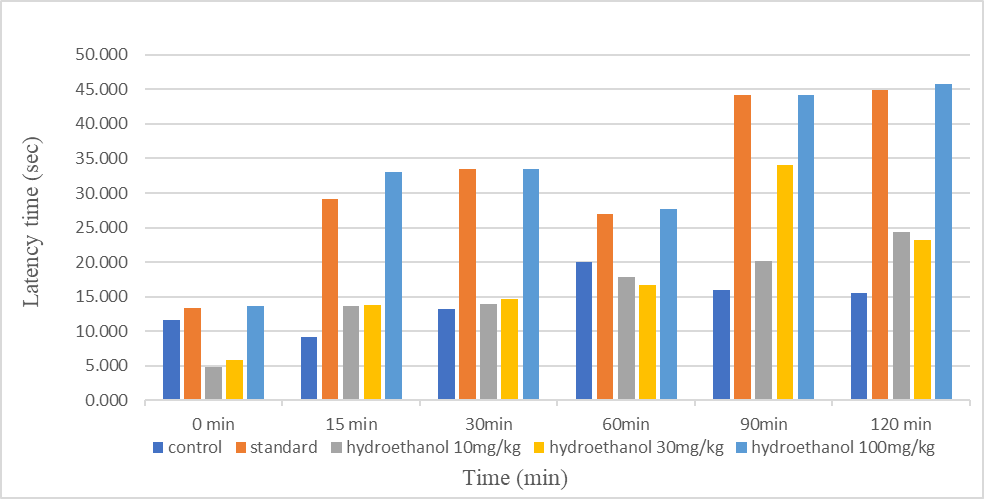 50.000
45.000
40.000
35.000
30.000
25.000
20.000
15.000
10.000
5.000
0.000
Latency time (sec)
0 min 15 min 30min 60min 90min 120 min
control standard hydroethanol 10mg/kg hydroethanol 30mg/kg hydroethanol 100mg/kg
Time (min)